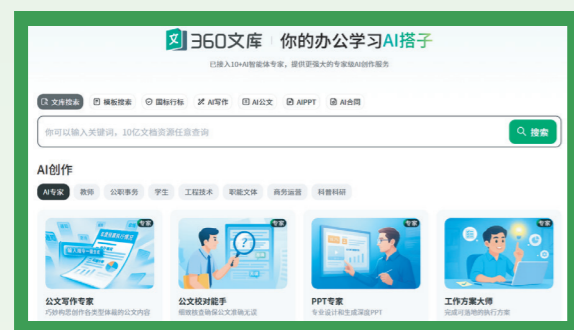 360文库 你的办公学习AI搭子
已接入10+AI智能体专家，提供更强大的专家级AI创作服务
文库搜索 模板搜索 国标行标 AI写作 AI公文 AIPPT AI合同
你可以输入关键词，10亿文档资源任意查询 搜索
AI创作
AI专家 教师 公职事务 学生 工程技术 职能文体 商务运营 科普科研
专家 专家 专家 专家
公文写作专家 公文校对能手 PPT专家 工作方案大师
巧妙构思创作各类型体裁的公文内容 细致核查确保公文准确无误 专业设计和生成深度PPT 完成可落地的执行方案